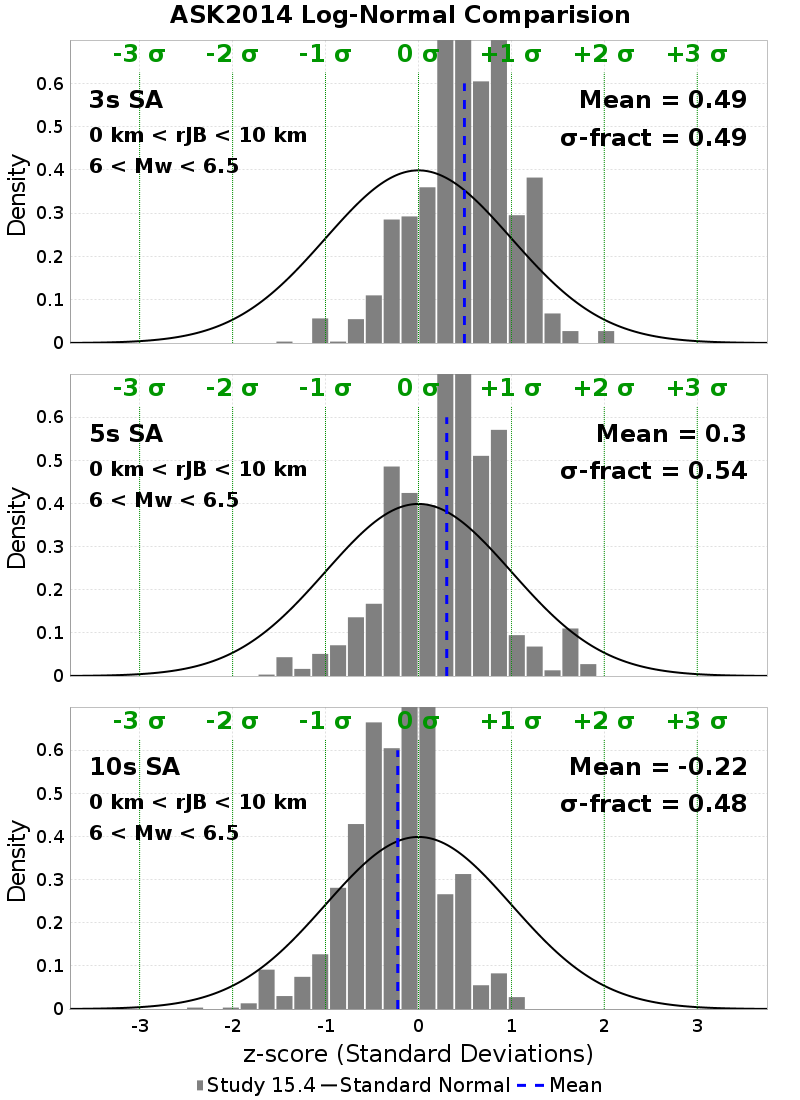 ASK2014 Log-Normal Comparision
-3 σ -2 σ -1 σ 0 σ +1 σ +2 σ +3 σ
3s SA
0 km < rJB < 10 km
6 < Mw < 6.5
Mean = 0.49
σ-fract = 0.49
Density
0.6
0.5
0.4
0.3
0.2
0.1
0
-3 σ -2 σ -1 σ 0 σ +1 σ +2 σ +3 σ
5s SA
0 km < rJB < 10 km
6 < Mw < 6.5
Mean = 0.3
σ-fract = 0.54
Density
0.6
0.5
0.4
0.3
0.2
0.1
0
-3 σ -2 σ -1 σ 0 σ +1 σ +2 σ +3 σ
10s SA
0 km < rJB < 10 km
6 < Mw < 6.5
Mean = -0.22
σ-fract = 0.48
Density
0.6
0.5
0.4
0.3
0.2
0.1
0
-3 -2 -1 0 1 2 3
z-score (Standard Deviations)
Study 15.4 Standard Normal Mean